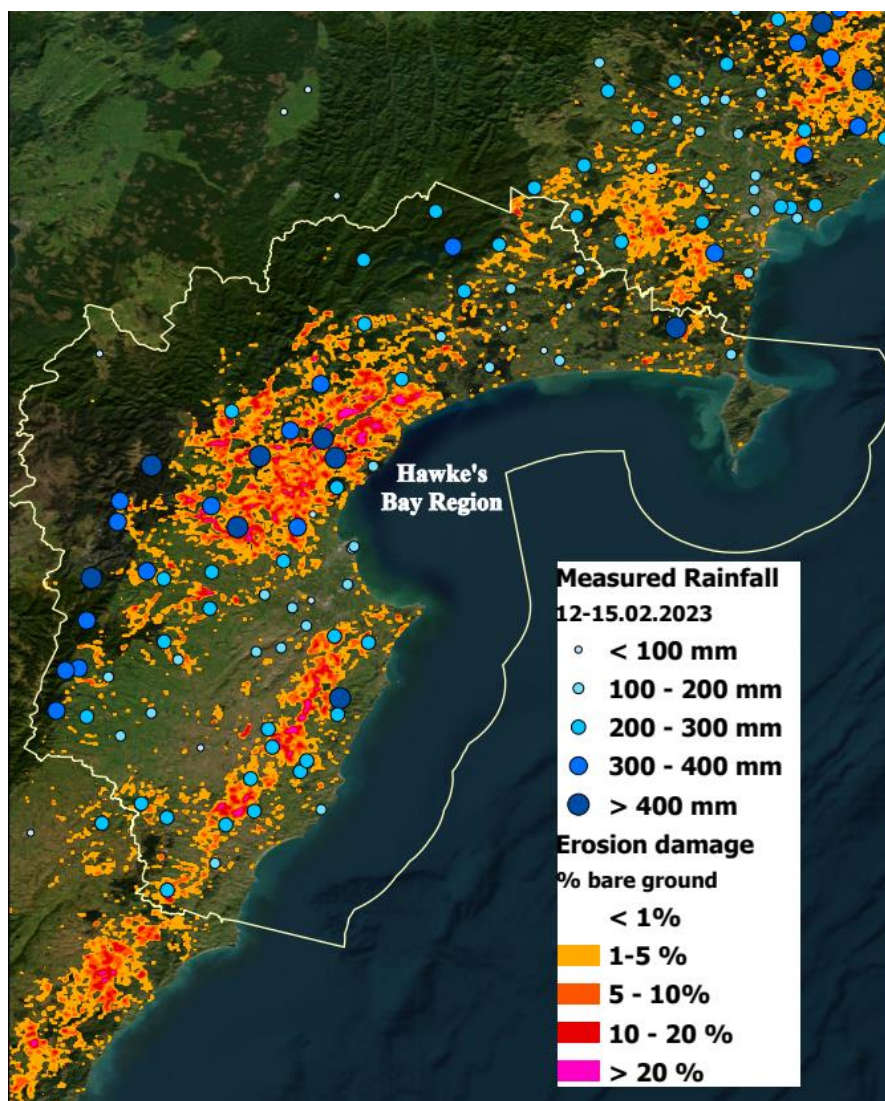 Hawke's
Bay Region
Measured Rainfall
12-15.02.2023
< 100 mm
100 - 200 mm
200 - 300 mm
300 - 400 mm
> 400 mm
Erosion damage
% bare ground
< 1%
1-5 %
5 - 10%
10 - 20 %
> 20 %